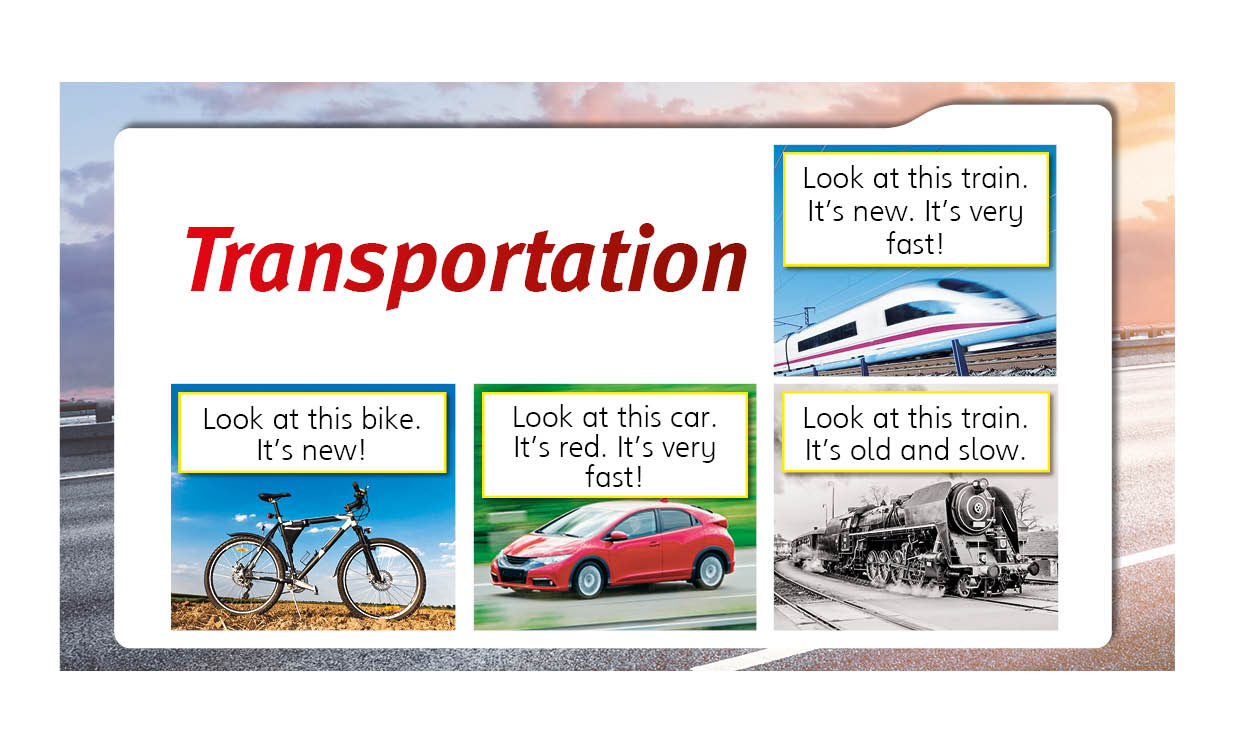 Transportation
Look at this train.
It's new. It's very
fast!
Look at this bike.
It's new!
Look at this car.
It's red. It's very
fast!
Look at this train.
It's old and slow.